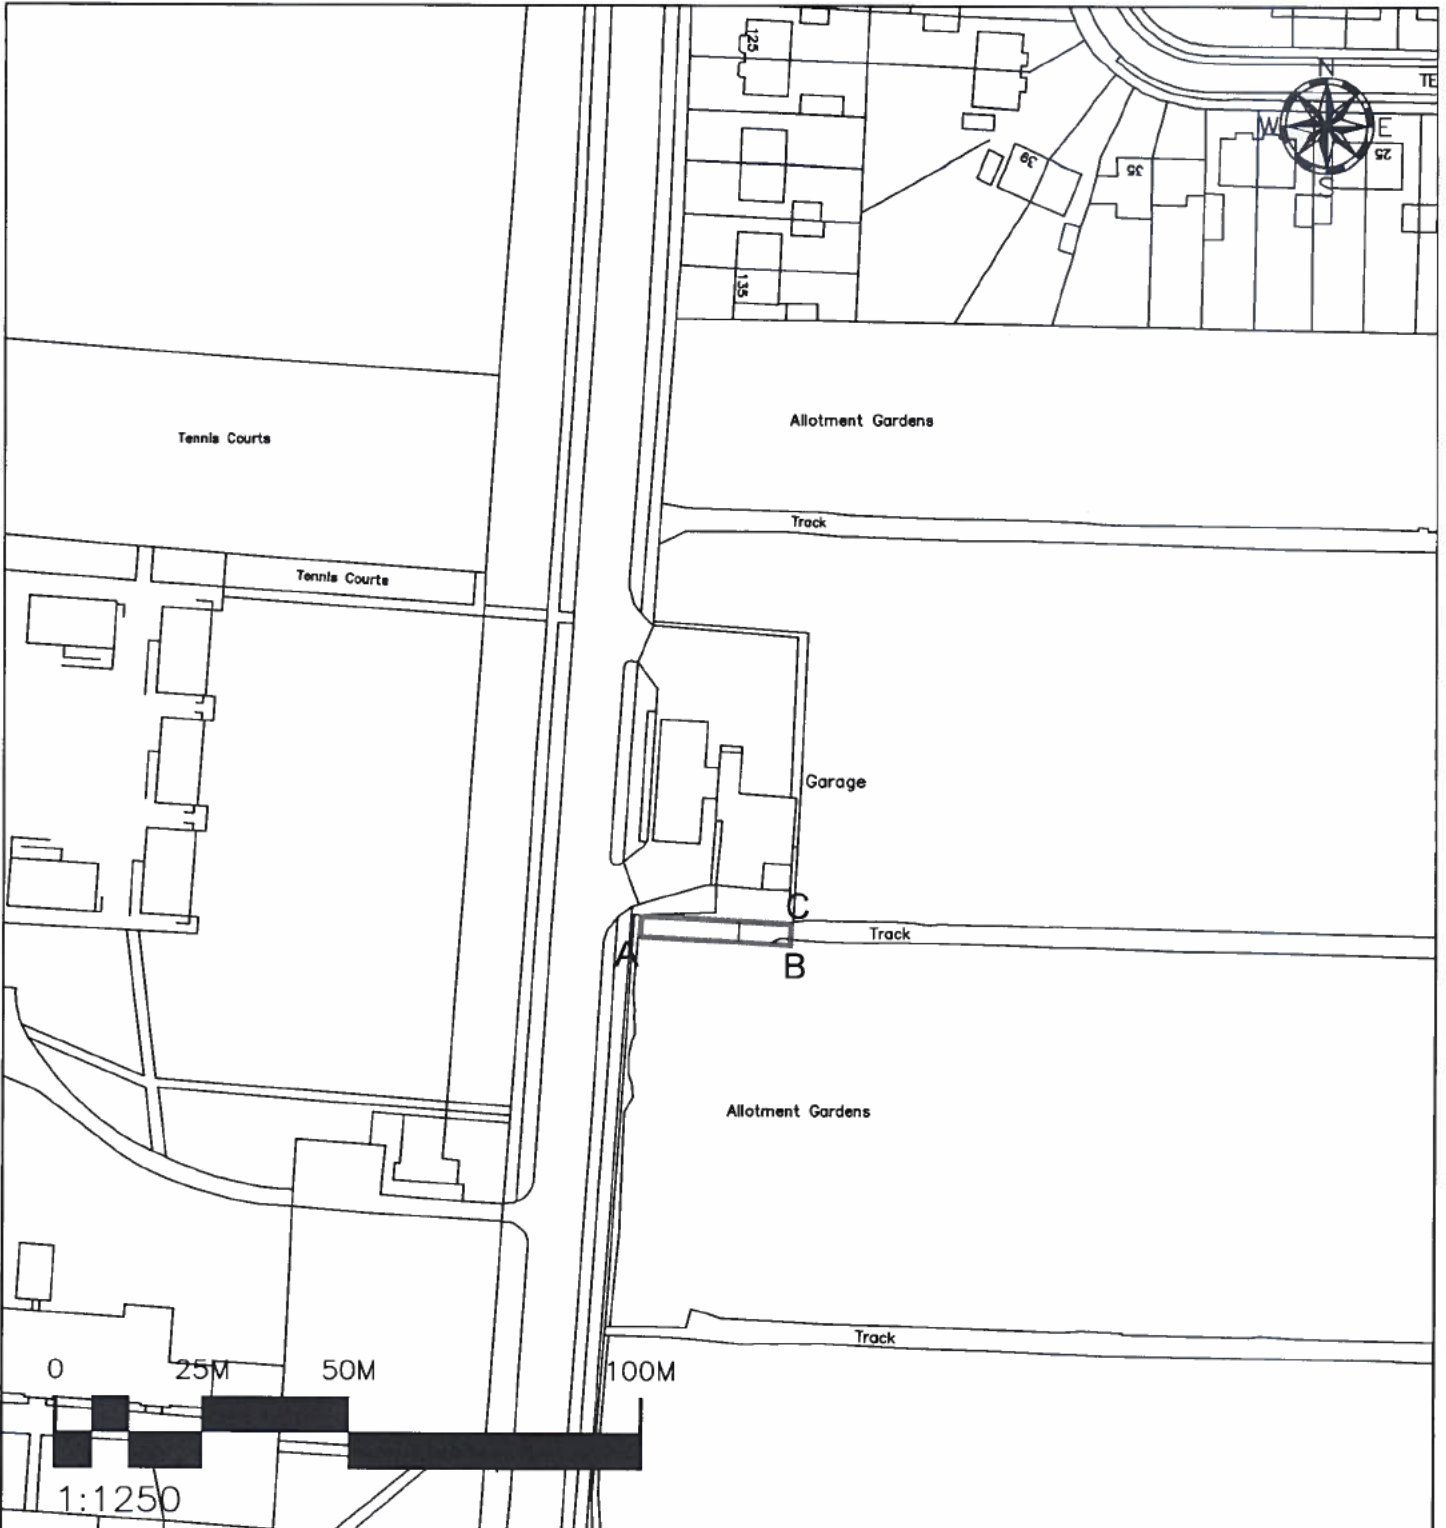 125
N
TE
W E
39
35
25
S
135
Allotment Gardens
Tennis Courts
Track
Tennis Courts
Garage
C
Track
A
B
Allotment Gardens
Track
0 25M 50M 100M
1:1250